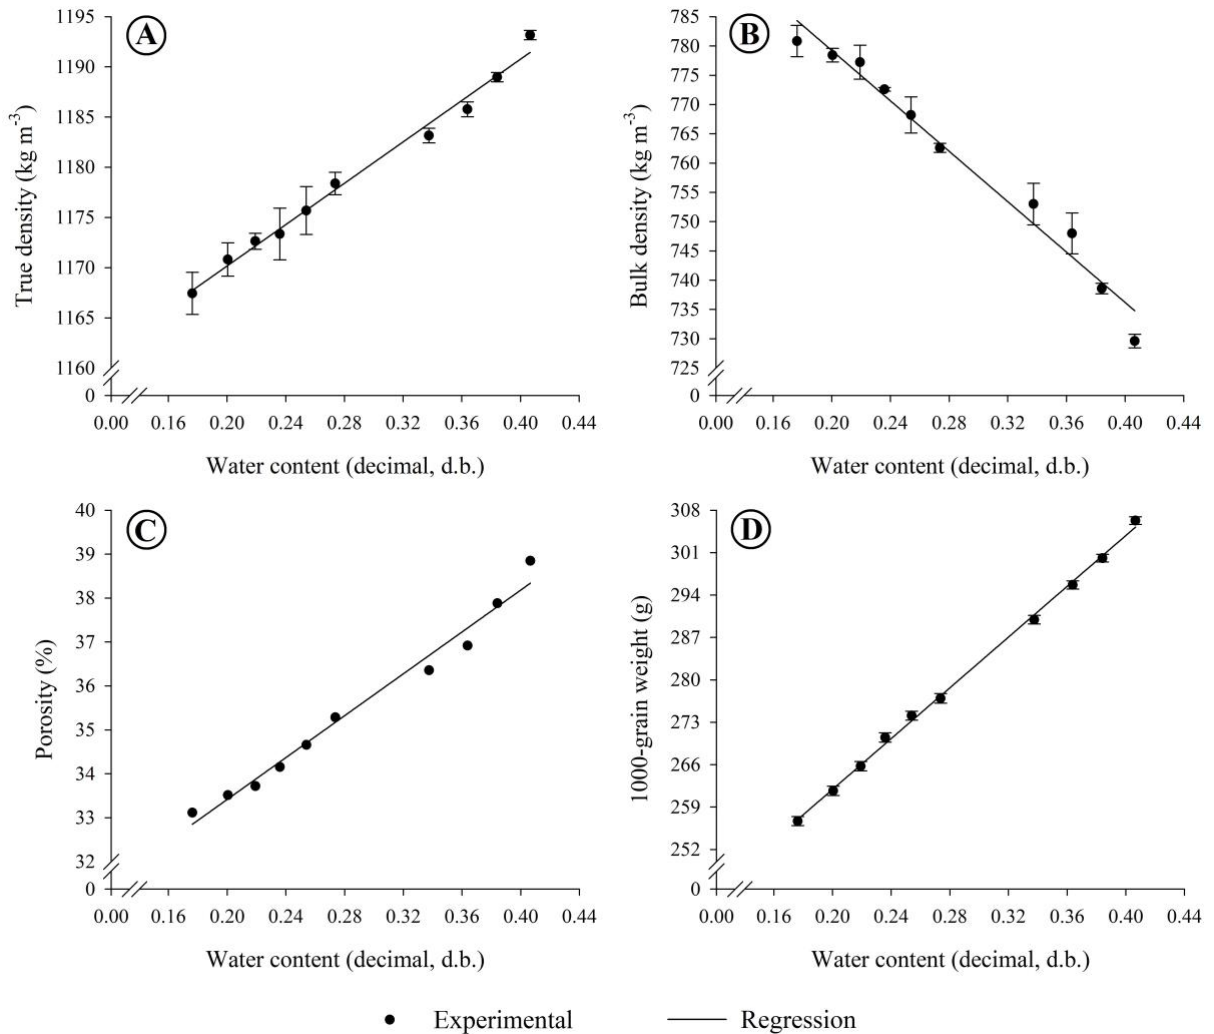 A
True density (kg m⁻³)
1195
1190
1185
1180
1175
1170
1165
1160
0
0.00 0.16 0.20 0.24 0.28 0.32 0.36 0.40 0.44
Water content (decimal, d.b.)
B
Bulk density (kg m⁻³)
785
780
775
770
765
760
755
750
745
740
735
730
725
0
0.00 0.16 0.20 0.24 0.28 0.32 0.36 0.40 0.44
Water content (decimal, d.b.)
C
Porosity (%)
40
39
38
37
36
35
34
33
32
0
0.00 0.16 0.20 0.24 0.28 0.32 0.36 0.40 0.44
Water content (decimal, d.b.)
D
1000-grain weight (g)
308
301
294
287
280
273
266
259
252
0
0.00 0.16 0.20 0.24 0.28 0.32 0.36 0.40 0.44
Water content (decimal, d.b.)
Experimental
Regression